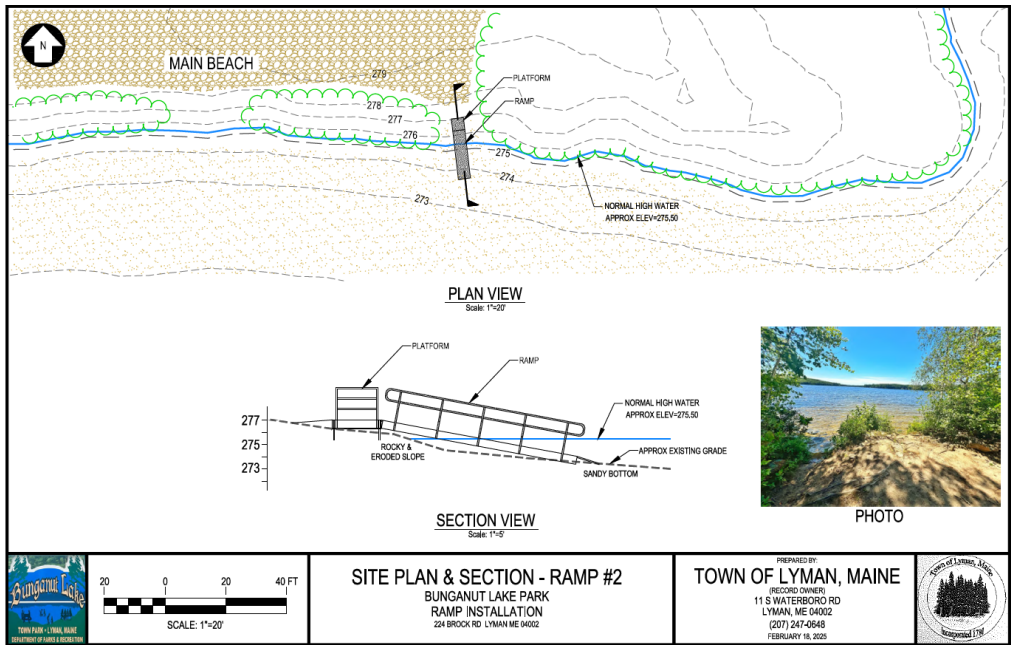 N
MAIN BEACH
279
278
277
276
275
274
273
PLATFORM
RAMP
NORMAL HIGH WATER
APPROX ELEV=275.50
PLAN VIEW
Scale: 1"=20'
PLATFORM
RAMP
NORMAL HIGH WATER
APPROX ELEV=275.50
277
275
273
ROCKY &
ERODED SLOPE
APPROX EXISTING GRADE
SANDY BOTTOM
SECTION VIEW
Scale: 1"=5'
PHOTO
Bunganut Lake
TOWN PARK • LYMAN, MAINE
DEPARTMENT OF PARKS & RECREATION
20 0 20 40 FT
SCALE: 1"=20'
SITE PLAN & SECTION - RAMP #2
BUNGANUT LAKE PARK
RAMP INSTALLATION
224 BROCK RD LYMAN ME 04002
PREPARED BY:
TOWN OF LYMAN, MAINE
(RECORD OWNER)
11 S WATERBORO RD
LYMAN, ME 04002
(207) 247-0648
FEBRUARY 18, 2025
Town of Lyman, Maine
Incorporated